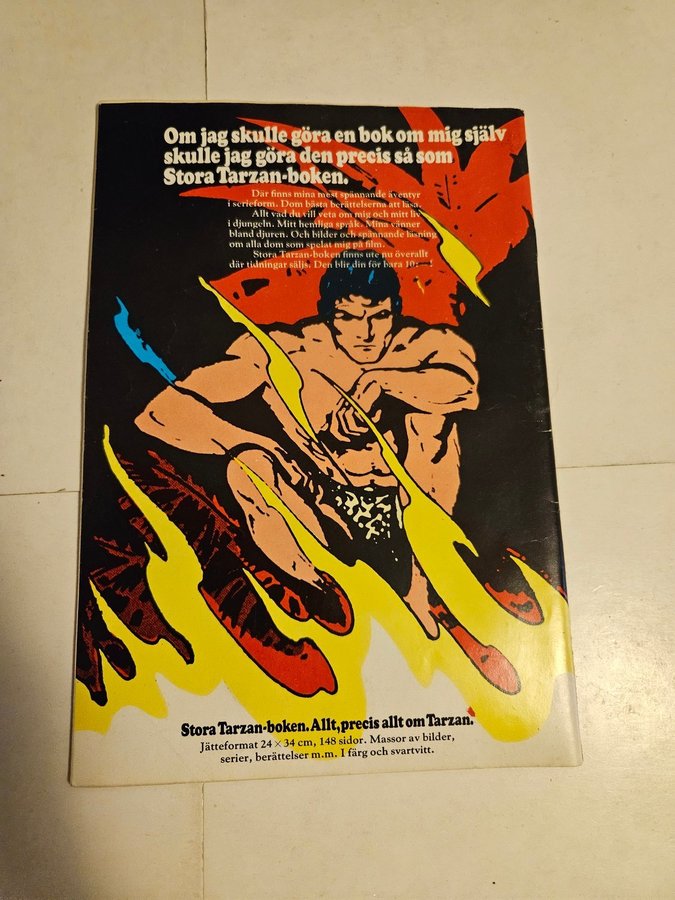 Om jag skulle göra en bok om mig själv
skulle jag göra den precis så som
Stora Tarzan-boken.
Där finns mina mest spännande äventyr
i serieform. Dom bästa berättelserna att läsa.
Allt vad du vill veta om mig och mitt liv
i djungeln. Mitt hemliga språk. Mina vänner
bland djuren. Och bilder och spännande läsning
om alla dom som spelat mig på film.
Stora Tarzan-boken finns ute nu överallt
där tidningar säljs. Den blir din för bara 10:—!
Stora Tarzan-boken. Allt, precis allt om Tarzan.
Jätteformat 24 × 34 cm, 148 sidor. Massor av bilder,
serier, berättelser m.m. I färg och svartvitt.